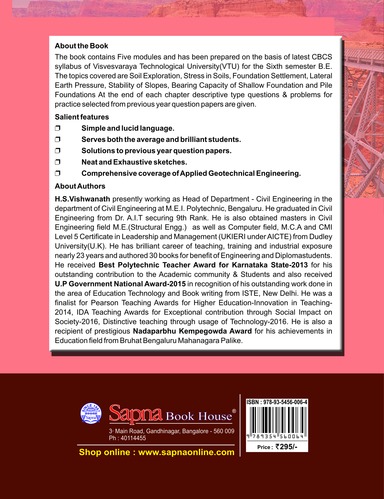 About the Book
The book contains Five modules and has been prepared on the basis of latest CBCS
syllabus of Visvesvaraya Technological University(VTU) for the Sixth semester B.E.
The topics covered are Soil Exploration, Stress in Soils, Foundation Settlement, Lateral
Earth Pressure, Stability of Slopes, Bearing Capacity of Shallow Foundation and Pile
Foundations At the end of each chapter descriptive type questions & problems for
practice selected from previous year question papers are given.
Salient features
❐ Simple and lucid language.
❐ Serves both the average and brilliant students.
❐ Solutions to previous year question papers.
❐ Neat and Exhaustive sketches.
❐ Comprehensive coverage of Applied Geotechnical Engineering.
About Authors
H.S.Vishwanath presently working as Head of Department - Civil Engineering in the
department of Civil Engineering at M.E.I. Polytechnic, Bengaluru. He graduated in Civil
Engineering from Dr. A.I.T securing 9th Rank. He is also obtained masters in Civil
Engineering field M.E.(Structural Engg.) as well as Computer field, M.C.A and CMI
Level 5 Certificate in Leadership and Management (UKIERI under AICTE) from Dudley
University(U.K). He has brilliant career of teaching, training and industrial exposure
nearly 23 years and authored 30 books for benefit of Engineering and Diplomastudents.
He received Best Polytechnic Teacher Award for Karnataka State-2013 for his
outstanding contribution to the Academic community & Students and also received
U.P Government National Award-2015 in recognition of his outstanding work done in
the area of Education Technology and Book writing from ISTE, New Delhi. He was a
finalist for Pearson Teaching Awards for Higher Education-Innovation in Teaching-
2014, IDA Teaching Awards for Exceptional contribution through Social Impact on
Society-2016, Distinctive teaching through usage of Technology-2016. He is also a
recipient of prestigious Nadaparbhu Kempegowda Award for his achievements in
Education field from Bruhat Bengaluru Mahanagara Palike.
Sapna Book House®
3rd Main Road, Gandhinagar, Bangalore - 560 009
Ph : 40114455
Shop online : www.sapnaonline.com
ISBN : 978-93-5456-006-4
9789354560064
Price : ₹295/-